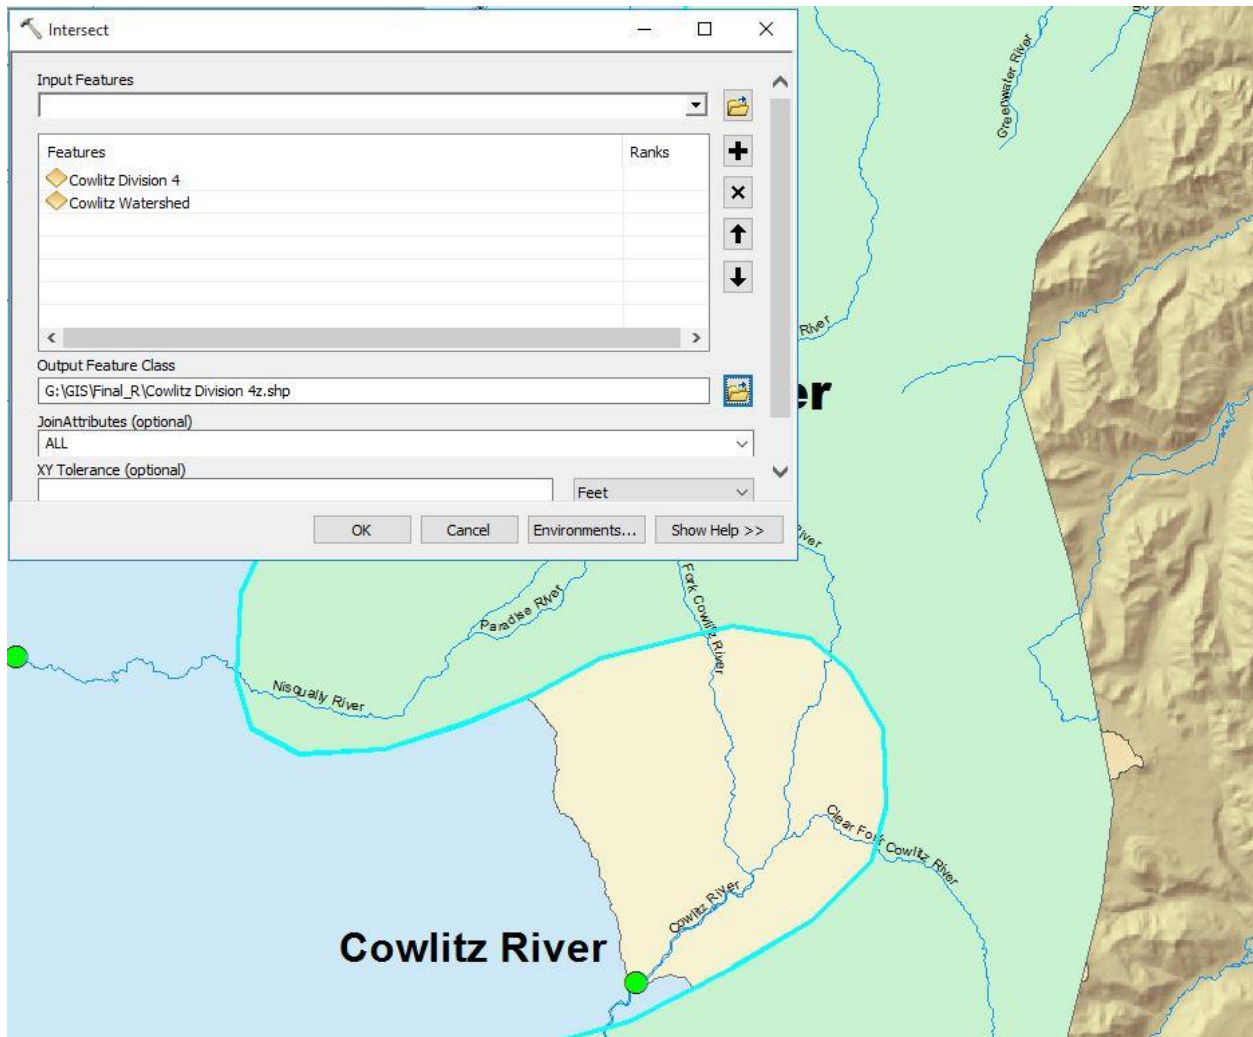 Intersect
Input Features
Features Ranks
Cowlitz Division 4
Cowlitz Watershed
Output Feature Class
G:\GIS\Final_R\Cowlitz Division 4z.shp
JoinAttributes (optional)
ALL
XY Tolerance (optional)
Feet
OK Cancel Environments... Show Help >>
Greenwater River
River
er
River
Fork Cowlitz River
Paradise River
Nisqually River
Clear Fork Cowlitz River
Cowlitz River
Cowlitz River